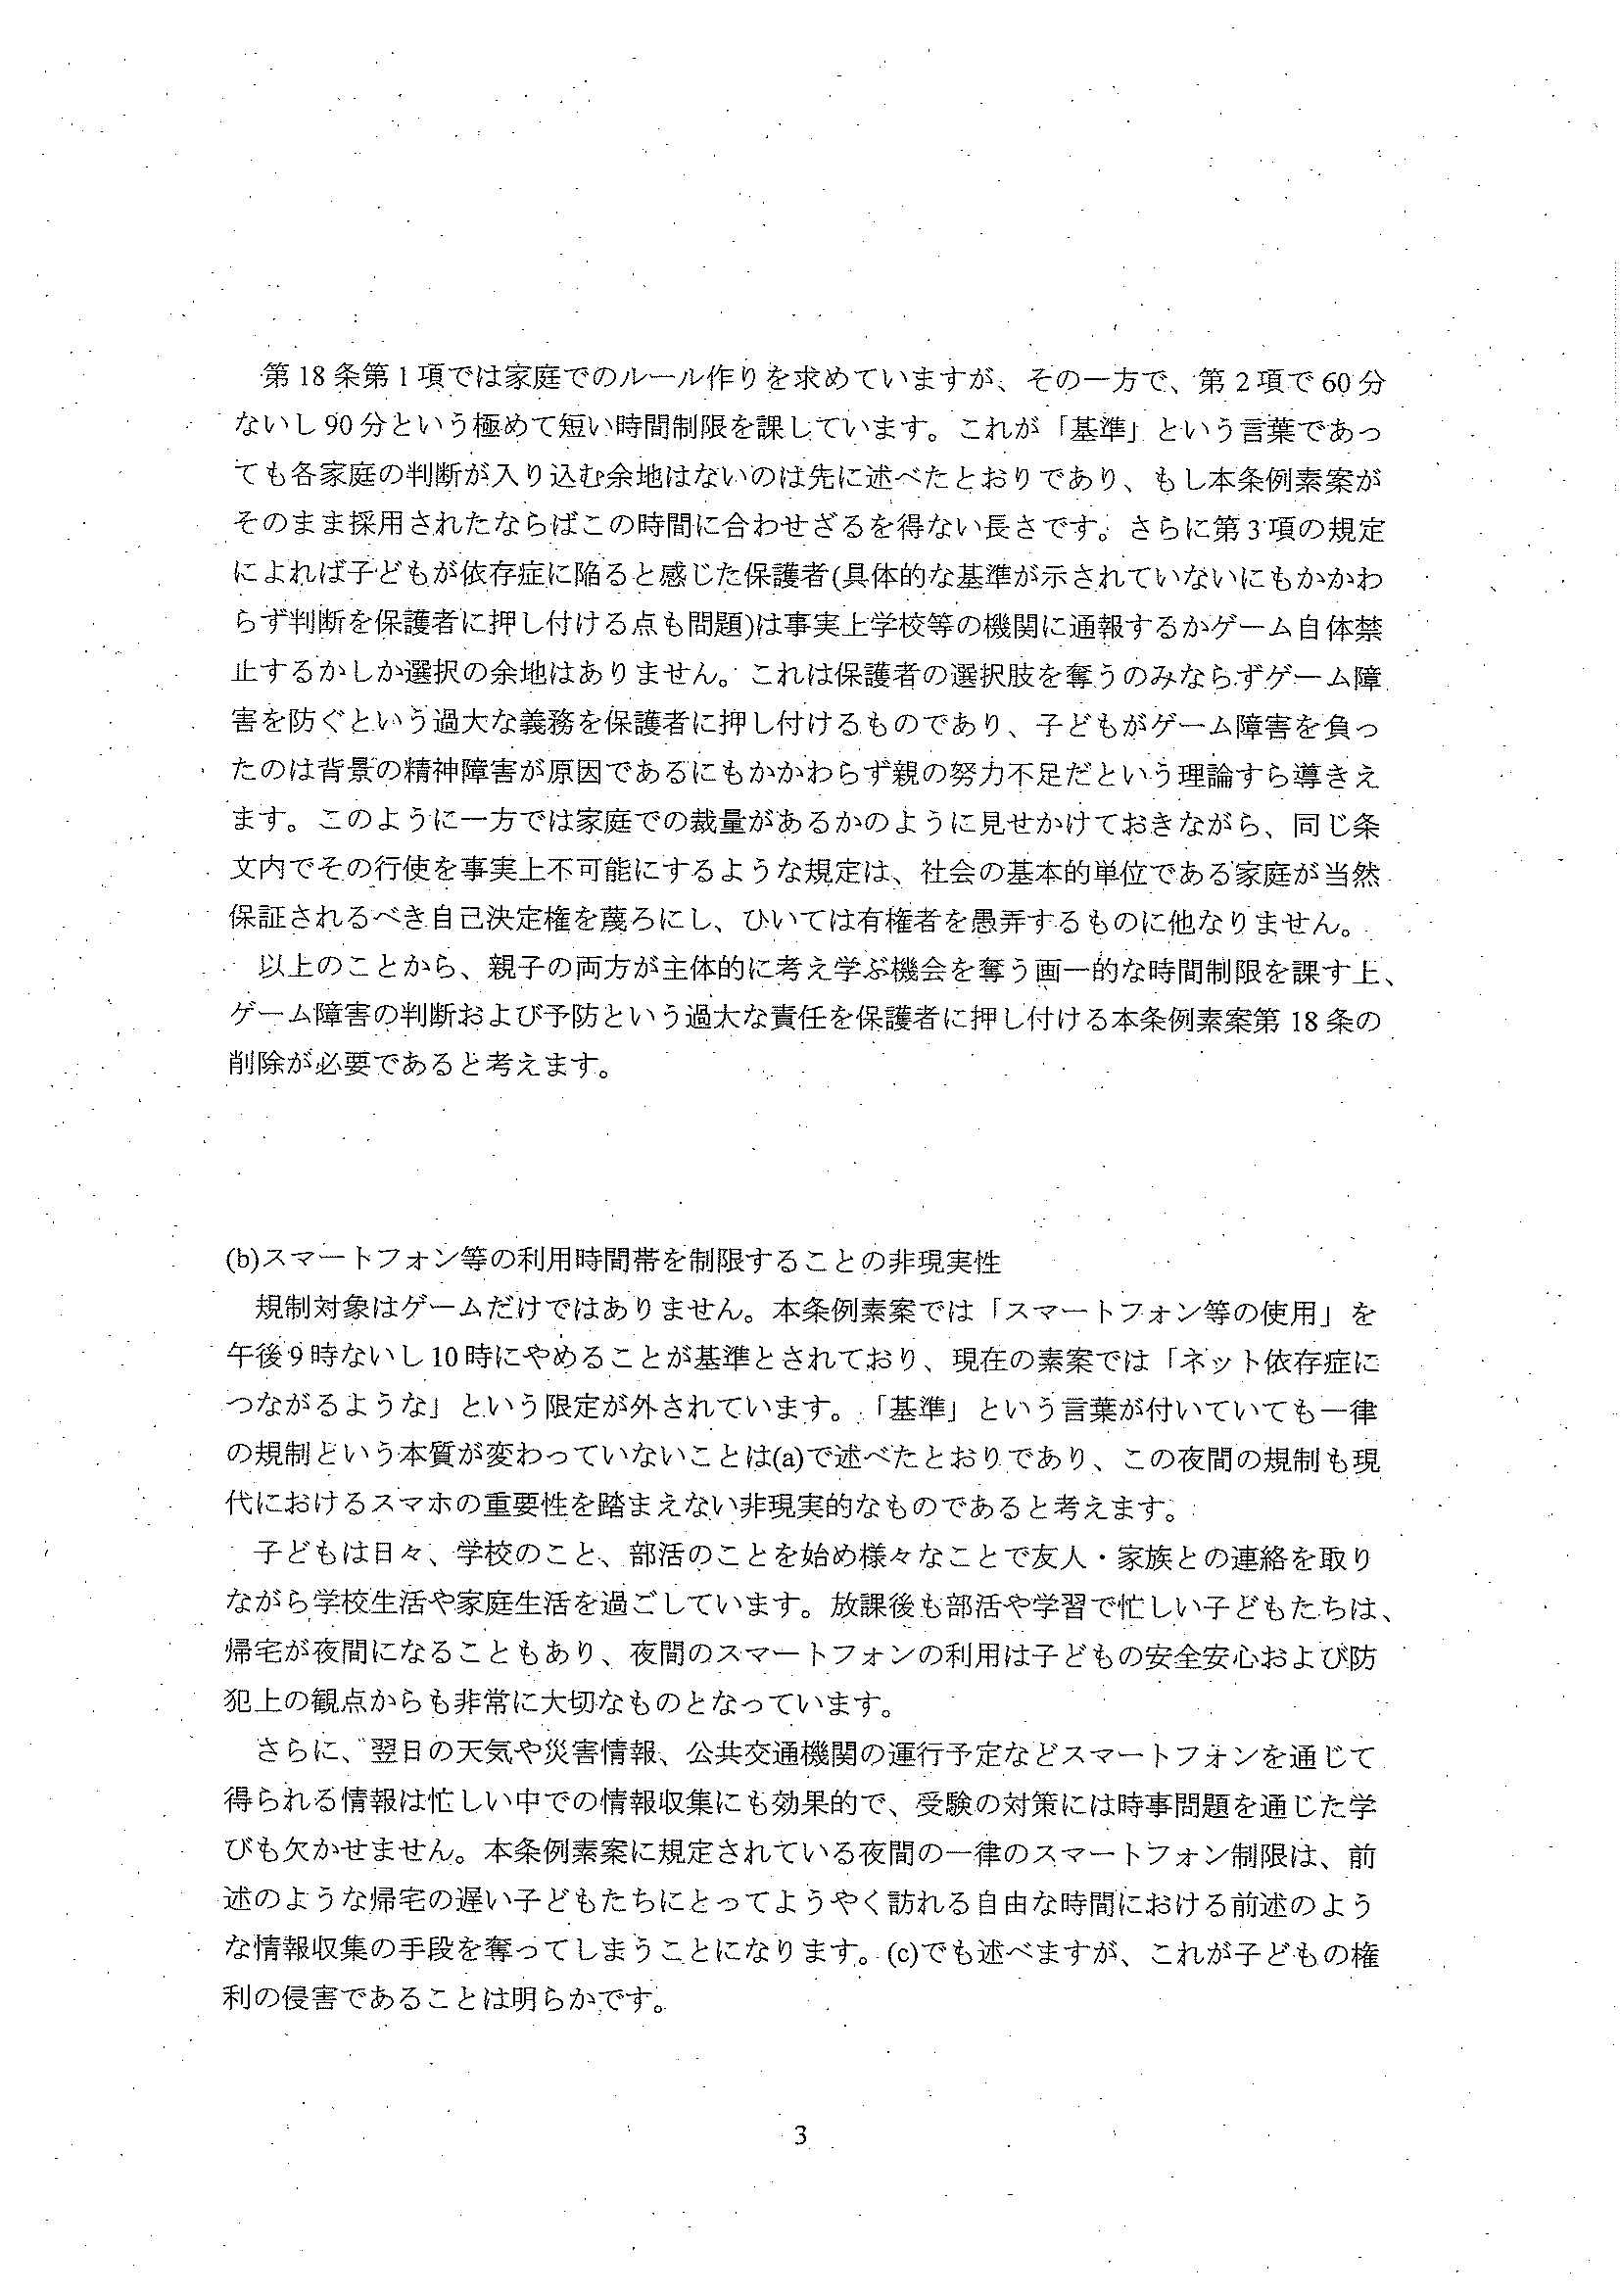 第18条第1項では家庭でのルール作りを求めていますが、その一方で、第2項で60分
ないし90分という極めて短い時間制限を課しています。これが「基準」という言葉であっ
ても各家庭の判断が入り込む余地はないのは先に述べたとおりであり、もし本条例素案が
そのまま採用されたならばこの時間に合わせざるを得ない長さです。さらに第3項の規定
によれば子どもが依存症に陥ると感じた保護者(具体的な基準が示されていないにもかかわ
らず判断を保護者に押し付ける点も問題)は事実上学校等の機関に通報するかゲーム自体禁
止するかしか選択の余地はありません。これは保護者の選択肢を奪うのみならずゲーム障
害を防ぐという過大な義務を保護者に押し付けるものであり、子どもがゲーム障害を負っ
たのは背景の精神障害が原因であるにもかかわらず親の努力不足だという理論すら導きえ
ます。このように一方では家庭での裁量があるかのように見せかけておきながら、同じ条
文内でその行使を事実上不可能にするような規定は、社会の基本的単位である家庭が当然
保証されるべき自己決定権を蔑ろにし、ひいては有権者を愚弄するものに他なりません。
以上のことから、親子の両方が主体的に考え学ぶ機会を奪う画一的な時間制限を課す上、
ゲーム障害の判断および予防という過大な責任を保護者に押し付ける本条例素案第18条の
削除が必要であると考えます。
(b)スマートフォン等の利用時間帯を制限することの非現実性
規制対象はゲームだけではありません。本条例素案では「スマートフォン等の使用」を
午後9時ないし10時にやめることが基準とされており、現在の素案では「ネット依存症に
つながるような」という限定が外されています。「基準」という言葉が付いていても一律
の規制という本質が変わっていないことは(a)で述べたとおりであり、この夜間の規制も現
代におけるスマホの重要性を踏まえない非現実的なものであると考えます。
子どもは日々、学校のこと、部活のことを始め様々なことで友人・家族との連絡を取り
ながら学校生活や家庭生活を過ごしています。放課後も部活や学習で忙しい子どもたちは、
帰宅が夜間になることもあり、夜間のスマートフォンの利用は子どもの安全安心および防
犯上の観点からも非常に大切なものとなっています。
さらに、翌日の天気や災害情報、公共交通機関の運行予定などスマートフォンを通じて
得られる情報は忙しい中での情報収集にも効果的で、受験の対策には時事問題を通じた学
びも欠かせません。本条例素案に規定されている夜間の一律のスマートフォン制限は、前
述のような帰宅の遅い子どもたちにとってようやく訪れる自由な時間における前述のよう
な情報収集の手段を奪ってしまうことになります。(c)でも述べますが、これが子どもの権
利の侵害であることは明らかです。
3